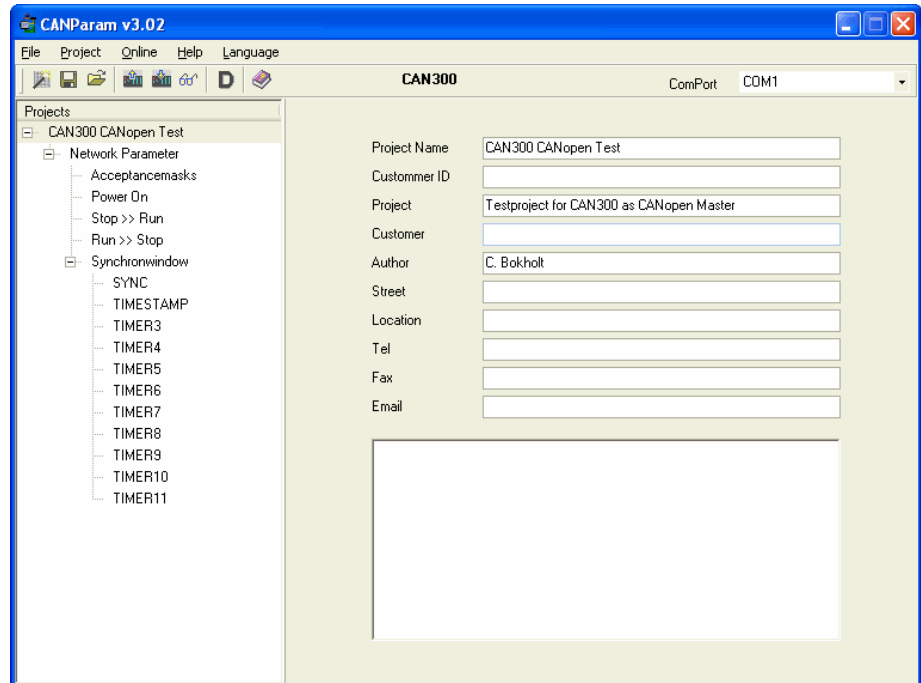 CANParam v3.02
File Project Online Help Language
D CAN300 ComPort COM1
Projects
CAN300 CANopen Test
Network Parameter
Acceptancemasks
Power On
Stop >> Run
Run >> Stop
Synchronwindow
SYNC
TIMESTAMP
TIMER3
TIMER4
TIMER5
TIMER6
TIMER7
TIMER8
TIMER9
TIMER10
TIMER11
Project Name CAN300 CANopen Test
Custommer ID
Project Testproject for CAN300 as CANopen Master
Customer
Author C. Bokholt
Street
Location
Tel
Fax
Email